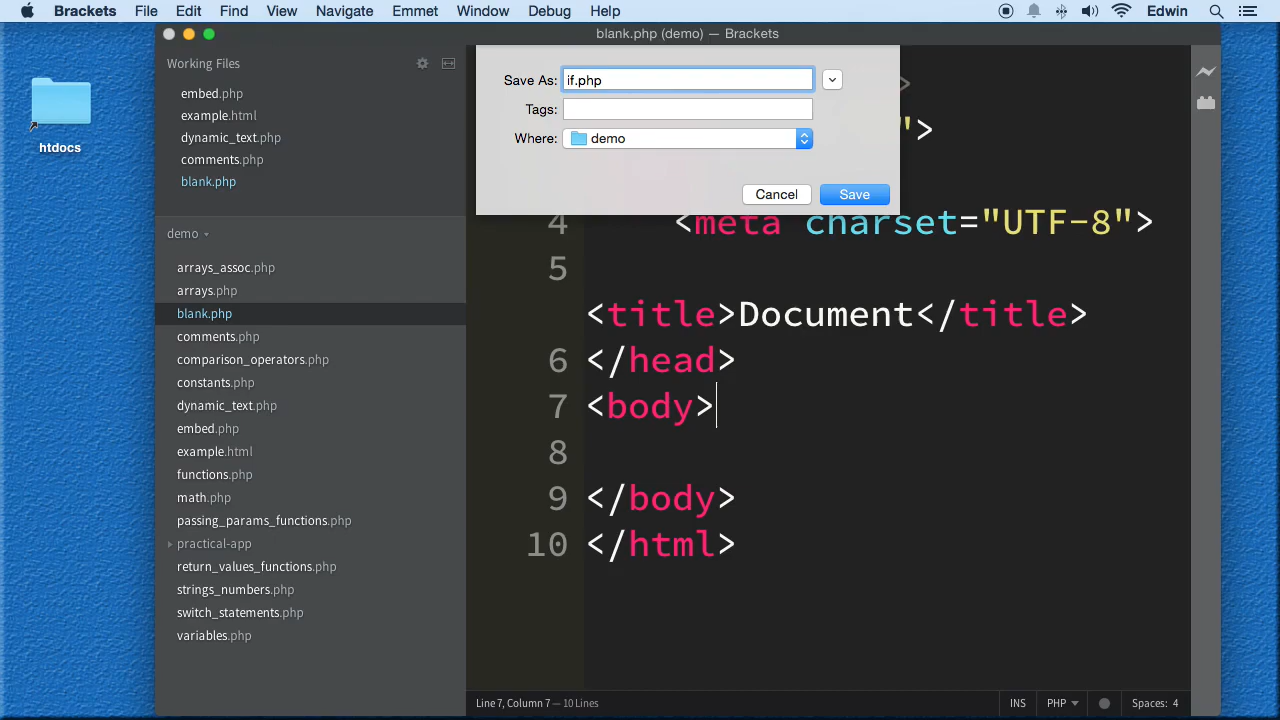 Brackets File Edit Find View Navigate Emmet Window Debug Help Edwin
blank.php (demo) — Brackets
htdocs
Working Files
embed.php
example.html
dynamic_text.php
comments.php
blank.php
demo
arrays_assoc.php
arrays.php
blank.php
comments.php
comparison_operators.php
constants.php
dynamic_text.php
embed.php
example.html
functions.php
math.php
passing_params_functions.php
practical-app
return_values_functions.php
strings_numbers.php
switch_statements.php
variables.php
Save As: if.php
Tags:
Where: demo
Cancel Save
>
">
4 <meta charset="UTF-8">
5
<title>Document</title>
6 </head>
7 <body>
8
9 </body>
10 </html>
Line 7, Column 7 — 10 Lines
INS PHP Spaces: 4